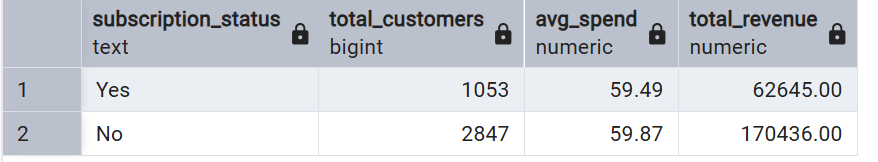 subscription_status total_customers avg_spend total_revenue
text bigint numeric numeric
1 Yes 1053 59.49 62645.00
2 No 2847 59.87 170436.00